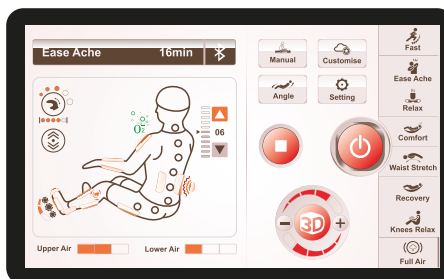 Ease Ache 16min
Manual
Customise
Angle
Setting
O2
06
3D
Upper Air
Lower Air
Fast
Ease Ache
Relax
Comfort
Waist Stretch
Recovery
Knees Relax
Full Air